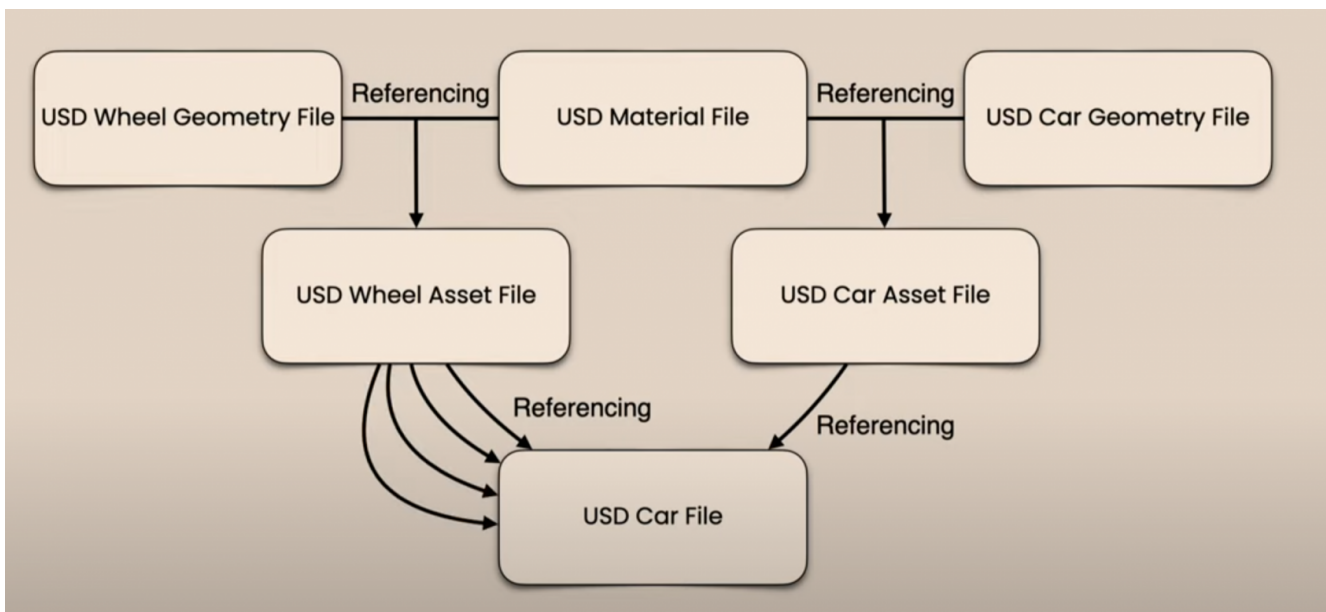 Referencing
Referencing
USD Wheel Geometry File
USD Material File
USD Car Geometry File
USD Wheel Asset File
USD Car Asset File
Referencing
Referencing
USD Car File